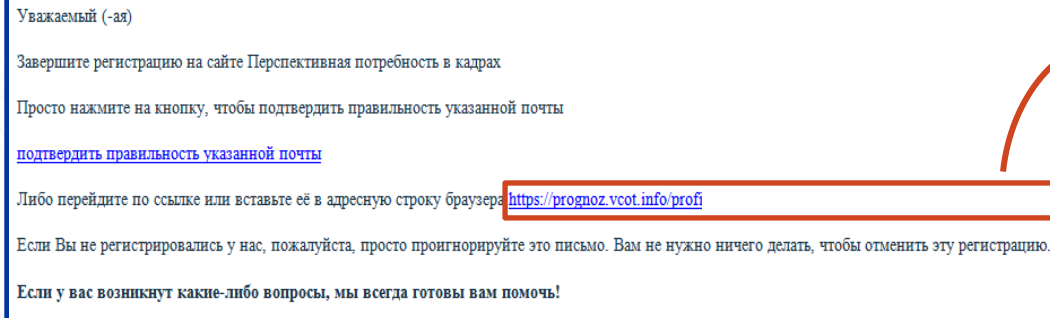 Уважаемый (-ая)
Завершите регистрацию на сайте Перспективная потребность в кадрах
Просто нажмите на кнопку, чтобы подтвердить правильность указанной почты
подтвердить правильность указанной почты
Либо перейдите по ссылке или вставьте её в адресную строку браузера https://prognoz.vcot.info/profi
Если Вы не регистрировались у нас, пожалуйста, просто проигнорируйте это письмо. Вам не нужно ничего делать, чтобы отменить эту регистрацию.
Если у вас возникнут какие-либо вопросы, мы всегда готовы вам помочь!